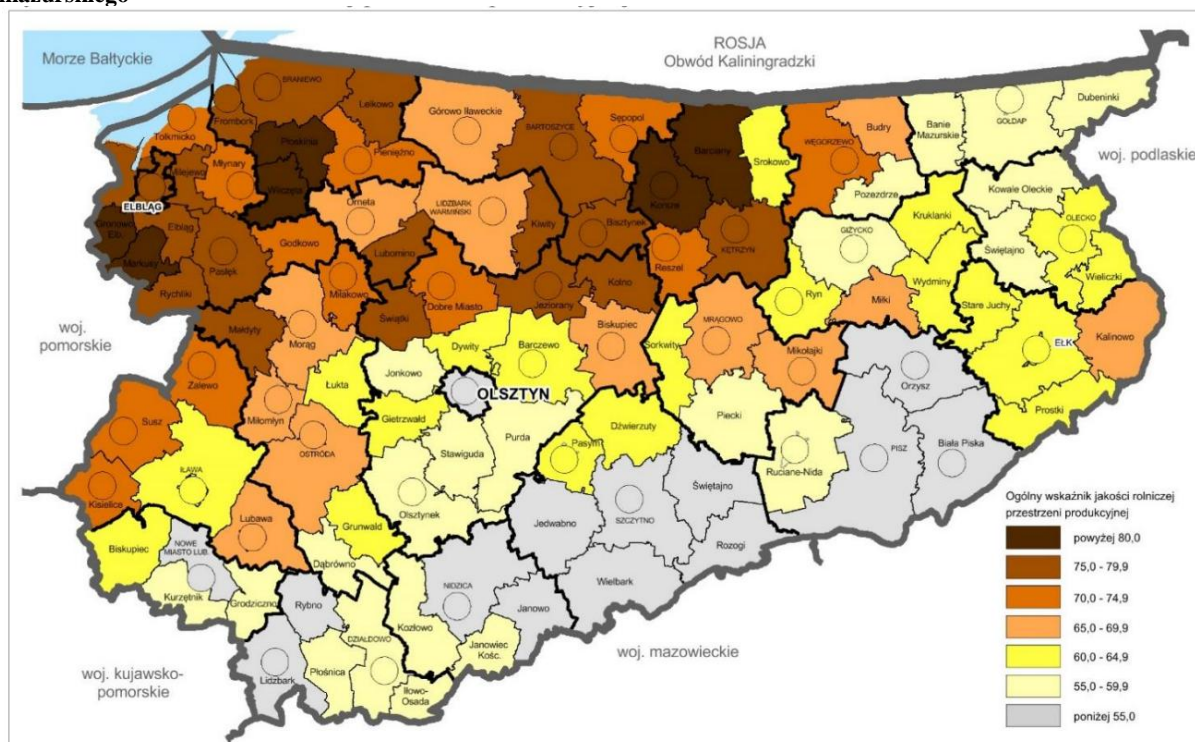 mazurskiego
Morze Bałtyckie
ROSJA
Obwód Kaliningradzki
woj. podlaskie
woj.
pomorskie
woj. kujawsko-
pomorskie
woj. mazowieckie
BRANIEWO
Frombork
Lelkowo
Tolkmicko
Płoskinia
Pieniężno
Górowo Iławeckie
BARTOSZYCE
Sępopol
Barciany
Srokowo
WĘGORZEWO
Budry
Banie
Mazurskie
GOŁDAP
Dubeninki
Milejewo
Młynary
Wilczęta
ELBLĄG
Elbląg
Gronowo
Elb.
Markusy
Pasłęk
Rychliki
Godkowo
Orneta
LIDZBARK
WARMIŃSKI
Kiwity
Bisztynek
Korsze
KĘTRZYN
Reszel
Pozezdrze
GIŻYCKO
Kruklanki
Kowale Oleckie
OLECKO
Świętajno
Wieliczki
Lubomino
Miłakowo
Dobre Miasto
Jeziorany
Kolno
Świątki
Małdyty
Morąg
Zalewo
Łukta
Jonkowo
Dywity
Barczewo
Biskupiec
Sorkwity
MRĄGOWO
Mikołajki
Ryn
Miłki
Wydminy
Stare Juchy
EŁK
Kalinowo
Prostki
Orzysz
Biała Piska
PISZ
Ruciane-Nida
Piecki
OLSZTYN
Gietrzwałd
Purda
Stawiguda
Pasym
Dźwierzuty
Miłomłyn
OSTRÓDA
Susz
Kisielice
IŁAWA
Lubawa
Grunwald
Olsztynek
Jedwabno
SZCZYTNO
Świętajno
Rozogi
Wielbark
Biskupiec
NOWE
MIASTO LUB.
Kurzętnik
Grodziczno
Dąbrówno
Rybno
Lidzbark
DZIAŁDOWO
Płośnica
Iłowo-
Osada
Kozłowo
NIDZICA
Janowo
Janowiec
Kośc.
Ogólny wskaźnik jakości rolniczej
przestrzeni produkcyjnej
powyżej 80,0
75,0 - 79,9
70,0 - 74,9
65,0 - 69,9
60,0 - 64,9
55,0 - 59,9
poniżej 55,0